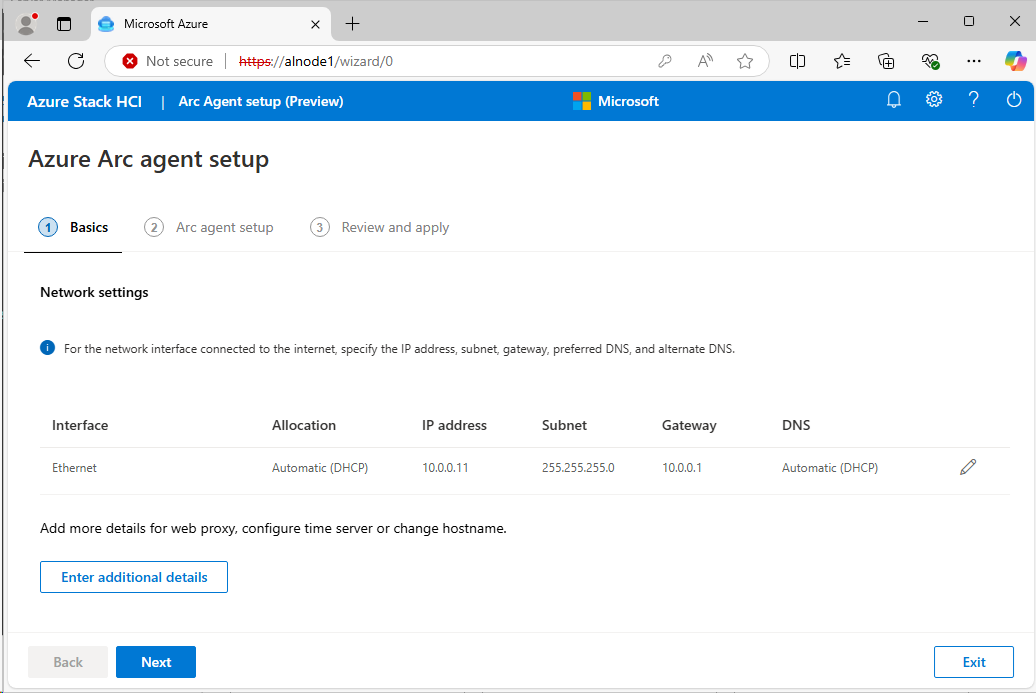 Microsoft Azure
Not secure https://alnode1/wizard/0
Azure Stack HCI | Arc Agent setup (Preview) Microsoft
Azure Arc agent setup
1 Basics 2 Arc agent setup 3 Review and apply
Network settings
For the network interface connected to the internet, specify the IP address, subnet, gateway, preferred DNS, and alternate DNS.
Interface Allocation IP address Subnet Gateway DNS
Ethernet Automatic (DHCP) 10.0.0.11 255.255.255.0 10.0.0.1 Automatic (DHCP)
Add more details for web proxy, configure time server or change hostname.
Enter additional details
Back Next Exit